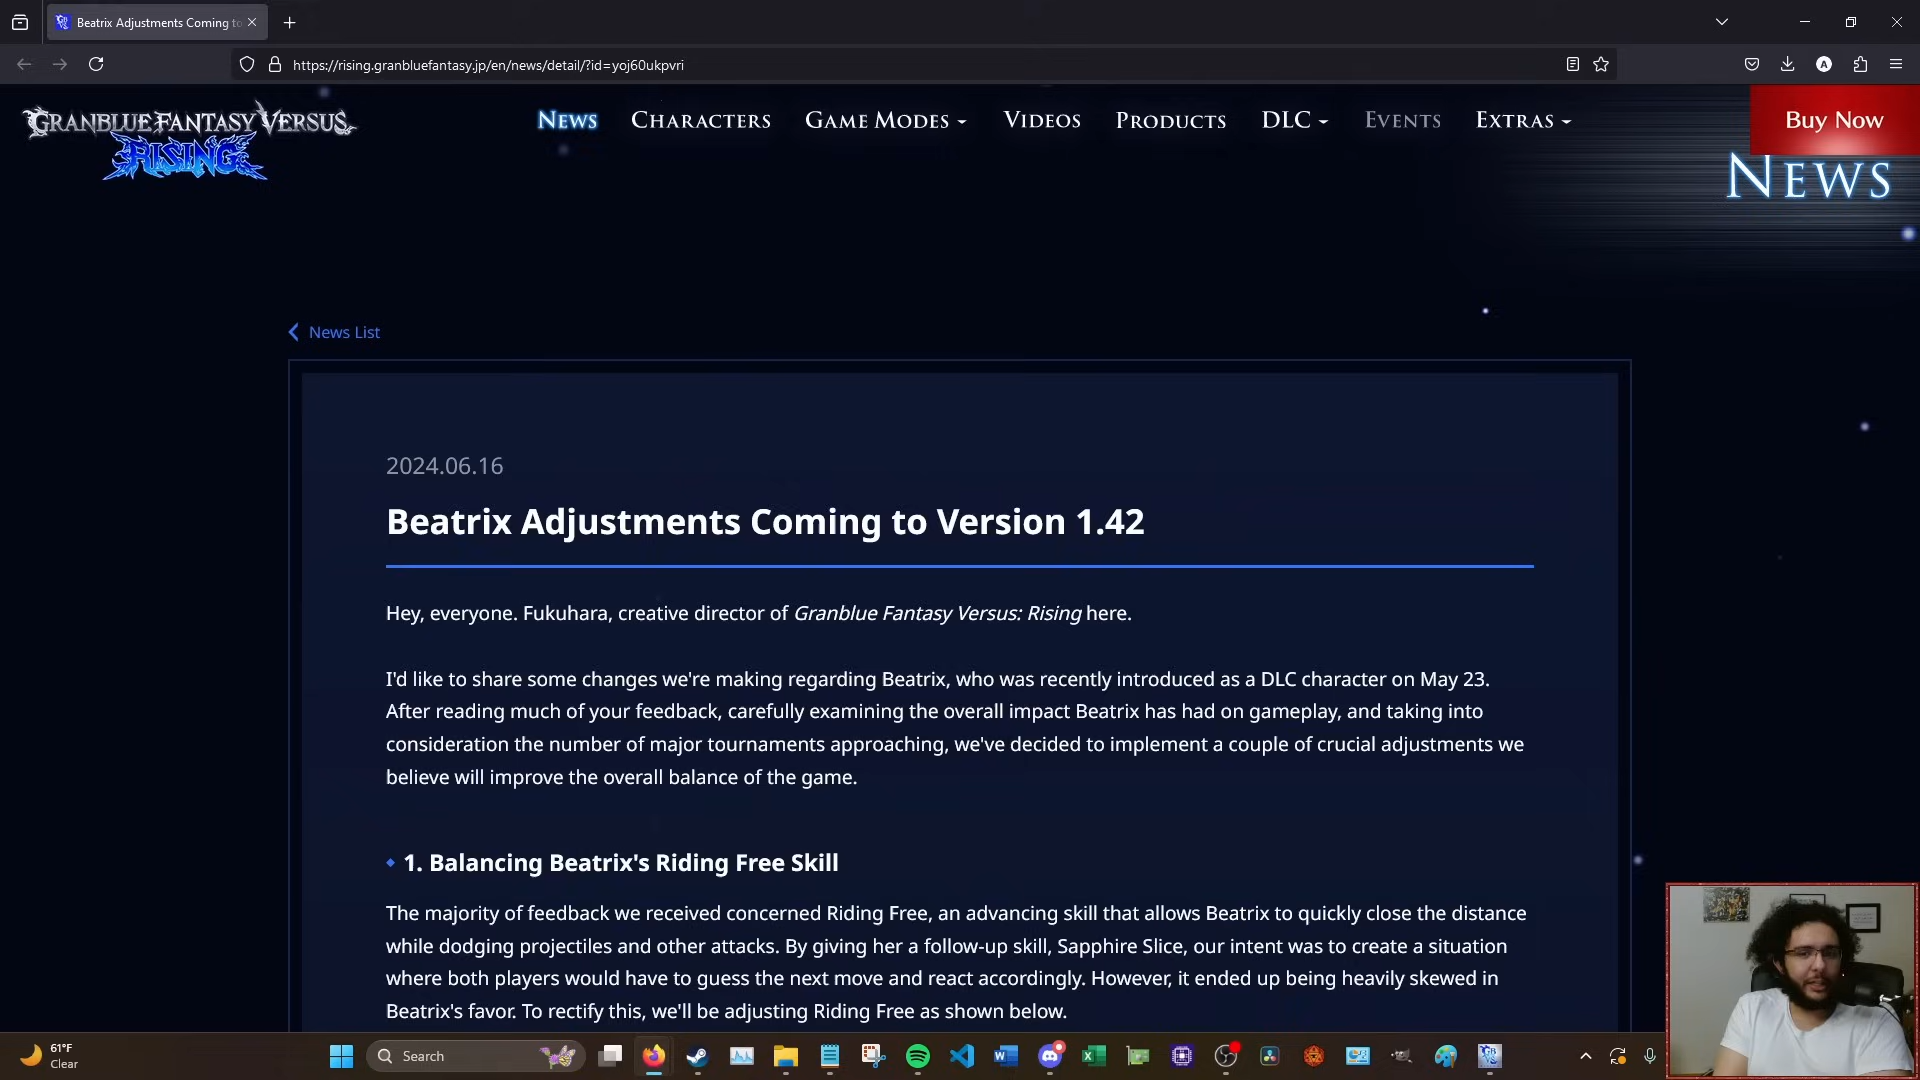 Beatrix Adjustments Coming to
https://rising.granbluefantasy.jp/en/news/detail/?id=yoj60ukpvri
GRANBLUE FANTASY VERSUS
RISING
NEWS
CHARACTERS
GAME MODES
VIDEOS
PRODUCTS
DLC
EVENTS
EXTRAS
Buy Now
NEWS
News List
2024.06.16
Beatrix Adjustments Coming to Version 1.42
Hey, everyone. Fukuhara, creative director of Granblue Fantasy Versus: Rising here.
I'd like to share some changes we're making regarding Beatrix, who was recently introduced as a DLC character on May 23.
After reading much of your feedback, carefully examining the overall impact Beatrix has had on gameplay, and taking into
consideration the number of major tournaments approaching, we've decided to implement a couple of crucial adjustments we
believe will improve the overall balance of the game.
1. Balancing Beatrix's Riding Free Skill
The majority of feedback we received concerned Riding Free, an advancing skill that allows Beatrix to quickly close the distance
while dodging projectiles and other attacks. By giving her a follow-up skill, Sapphire Slice, our intent was to create a situation
where both players would have to guess the next move and react accordingly. However, it ended up being heavily skewed in
Beatrix's favor. To rectify this, we'll be adjusting Riding Free as shown below.
61°F
Clear
Search